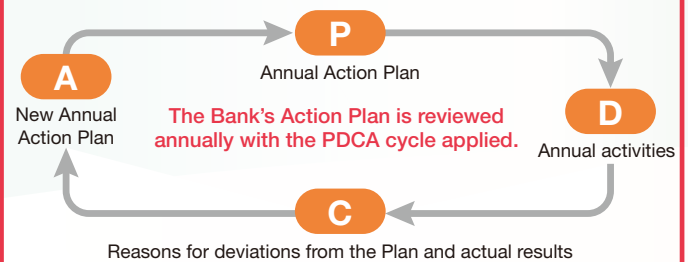 P
Annual Action Plan
A
New Annual
Action Plan
The Bank's Action Plan is reviewed
annually with the PDCA cycle applied.
D
Annual activities
C
Reasons for deviations from the Plan and actual results